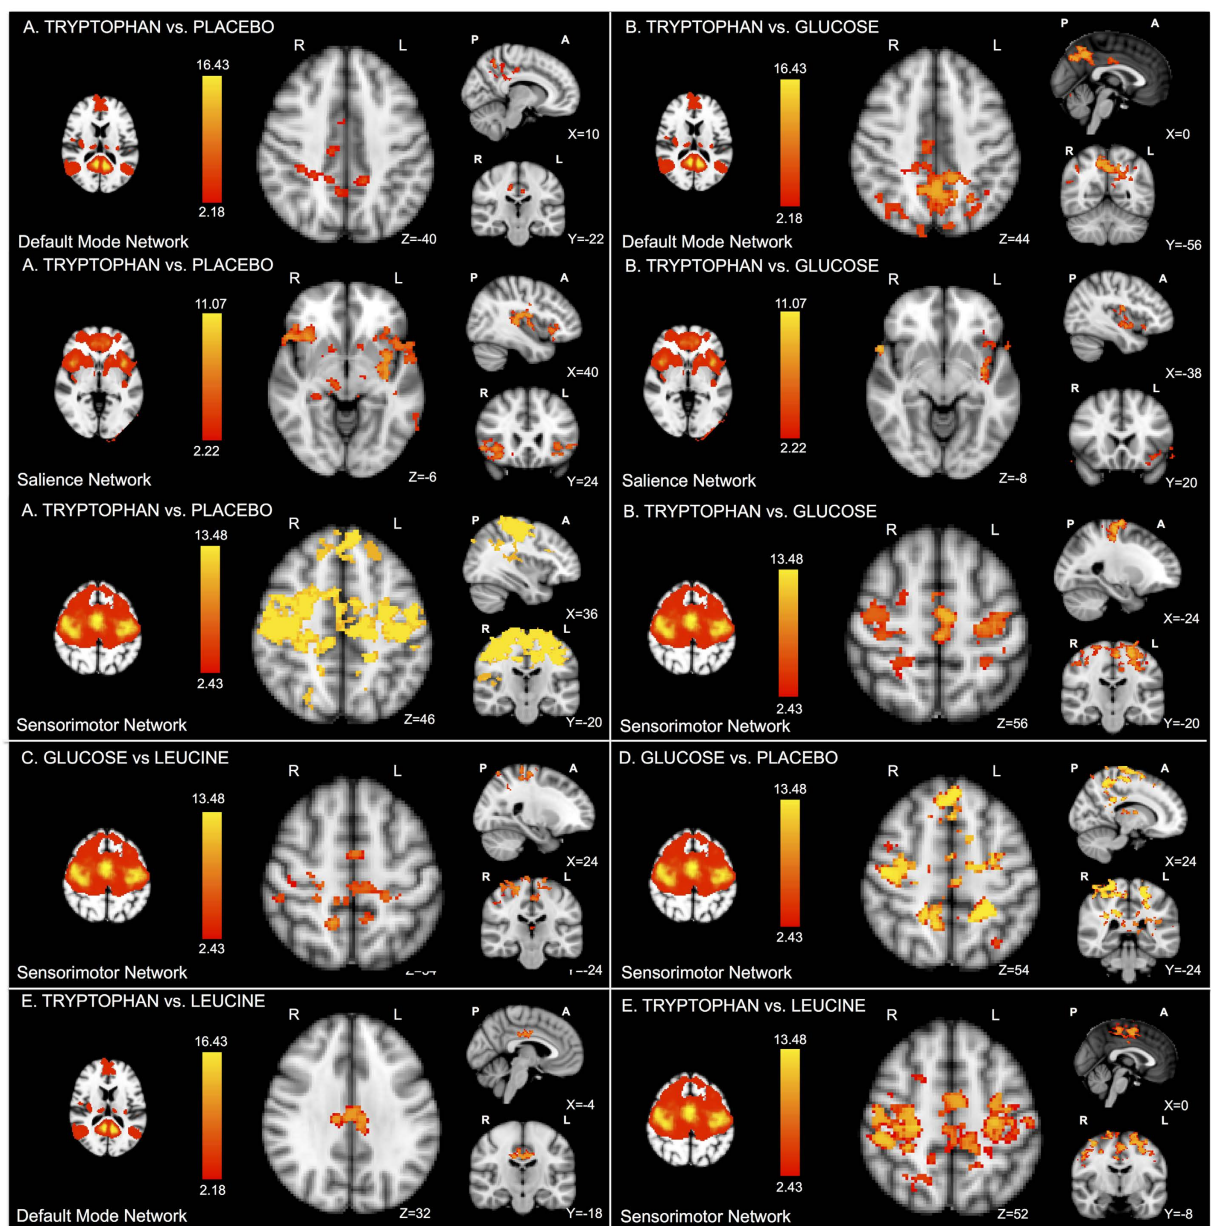 A. TRYPTOPHAN vs. PLACEBO
R L
P A
16.43
2.18
X=10
R L
Z=-40
Y=-22
Default Mode Network
B. TRYPTOPHAN vs. GLUCOSE
R L
P A
16.43
2.18
X=0
R L
Z=44
Y=-56
Default Mode Network
A. TRYPTOPHAN vs. PLACEBO
R L
P A
11.07
2.22
X=40
R L
Z=-6
Y=24
Salience Network
B. TRYPTOPHAN vs. GLUCOSE
R L
P A
11.07
2.22
X=-38
R L
Z=-8
Y=20
Salience Network
A. TRYPTOPHAN vs. PLACEBO
R L
P A
13.48
2.43
X=36
R L
Z=46
Y=-20
Sensorimotor Network
B. TRYPTOPHAN vs. GLUCOSE
R L
P A
13.48
2.43
X=-24
R L
Z=56
Y=-20
Sensorimotor Network
C. GLUCOSE vs LEUCINE
R L
P A
13.48
2.43
X=24
R L
Y=-24
Sensorimotor Network
D. GLUCOSE vs. PLACEBO
R L
P A
13.48
2.43
X=24
R L
Z=54
Y=-24
Sensorimotor Network
E. TRYPTOPHAN vs. LEUCINE
R L
P A
16.43
2.18
X=-4
R L
Z=32
Y=-18
Default Mode Network
E. TRYPTOPHAN vs. LEUCINE
R L
P A
13.48
2.43
X=0
R L
Z=52
Y=-8
Sensorimotor Network